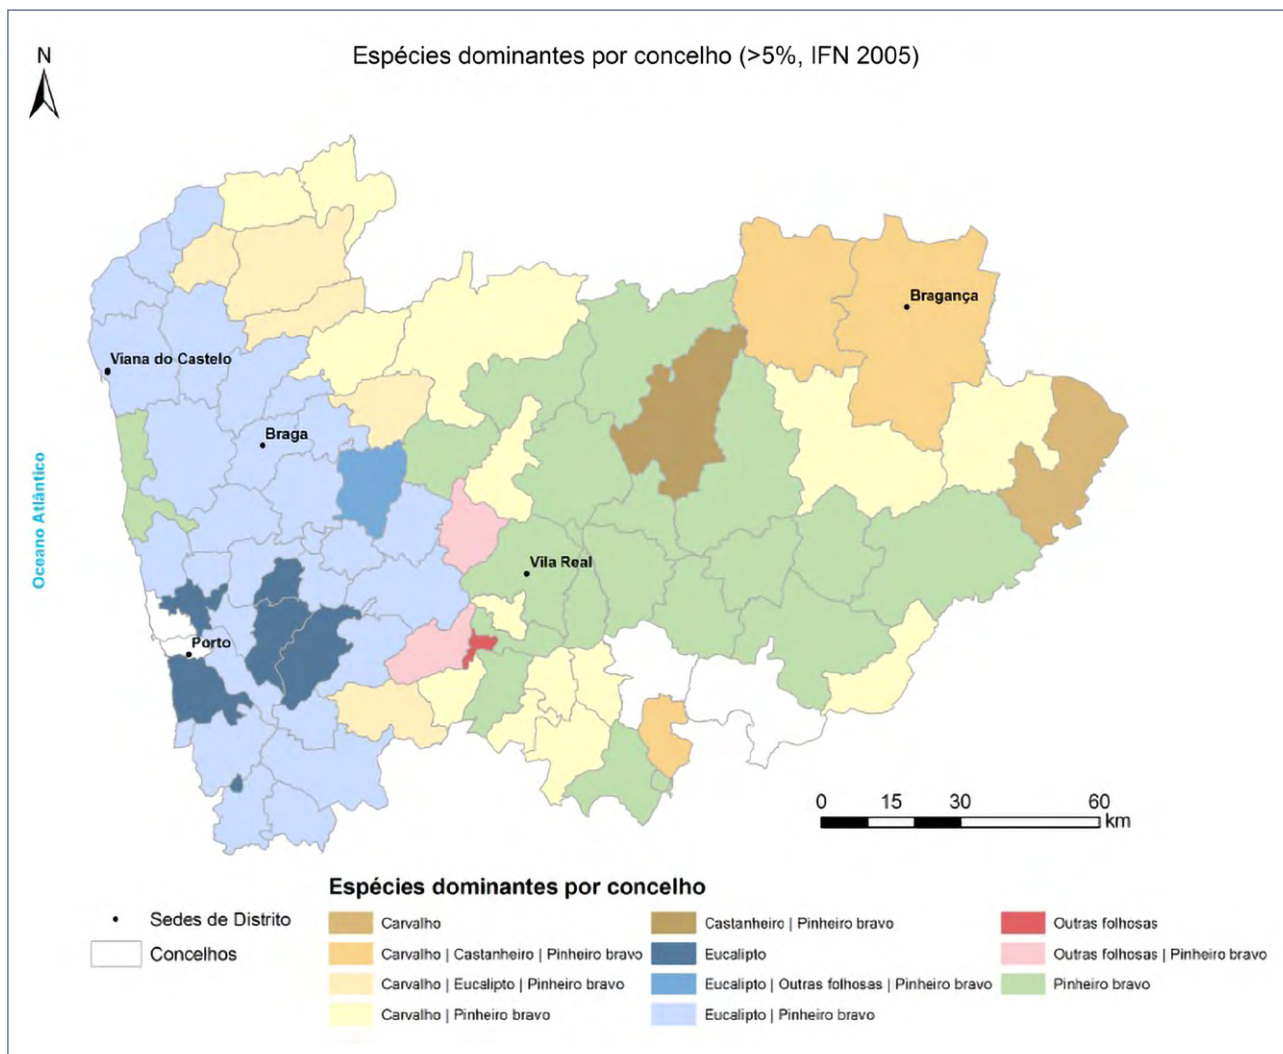 Espécies dominantes por concelho (>5%, IFN 2005)
N
Bragança
Viana do Castelo
Braga
Oceano Atlântico
Vila Real
Porto
0 15 30 60
km
Espécies dominantes por concelho
Sedes de Distrito
Concelhos
Carvalho
Carvalho | Castanheiro | Pinheiro bravo
Carvalho | Eucalipto | Pinheiro bravo
Carvalho | Pinheiro bravo
Castanheiro | Pinheiro bravo
Eucalipto
Eucalipto | Outras folhosas | Pinheiro bravo
Eucalipto | Pinheiro bravo
Outras folhosas
Outras folhosas | Pinheiro bravo
Pinheiro bravo